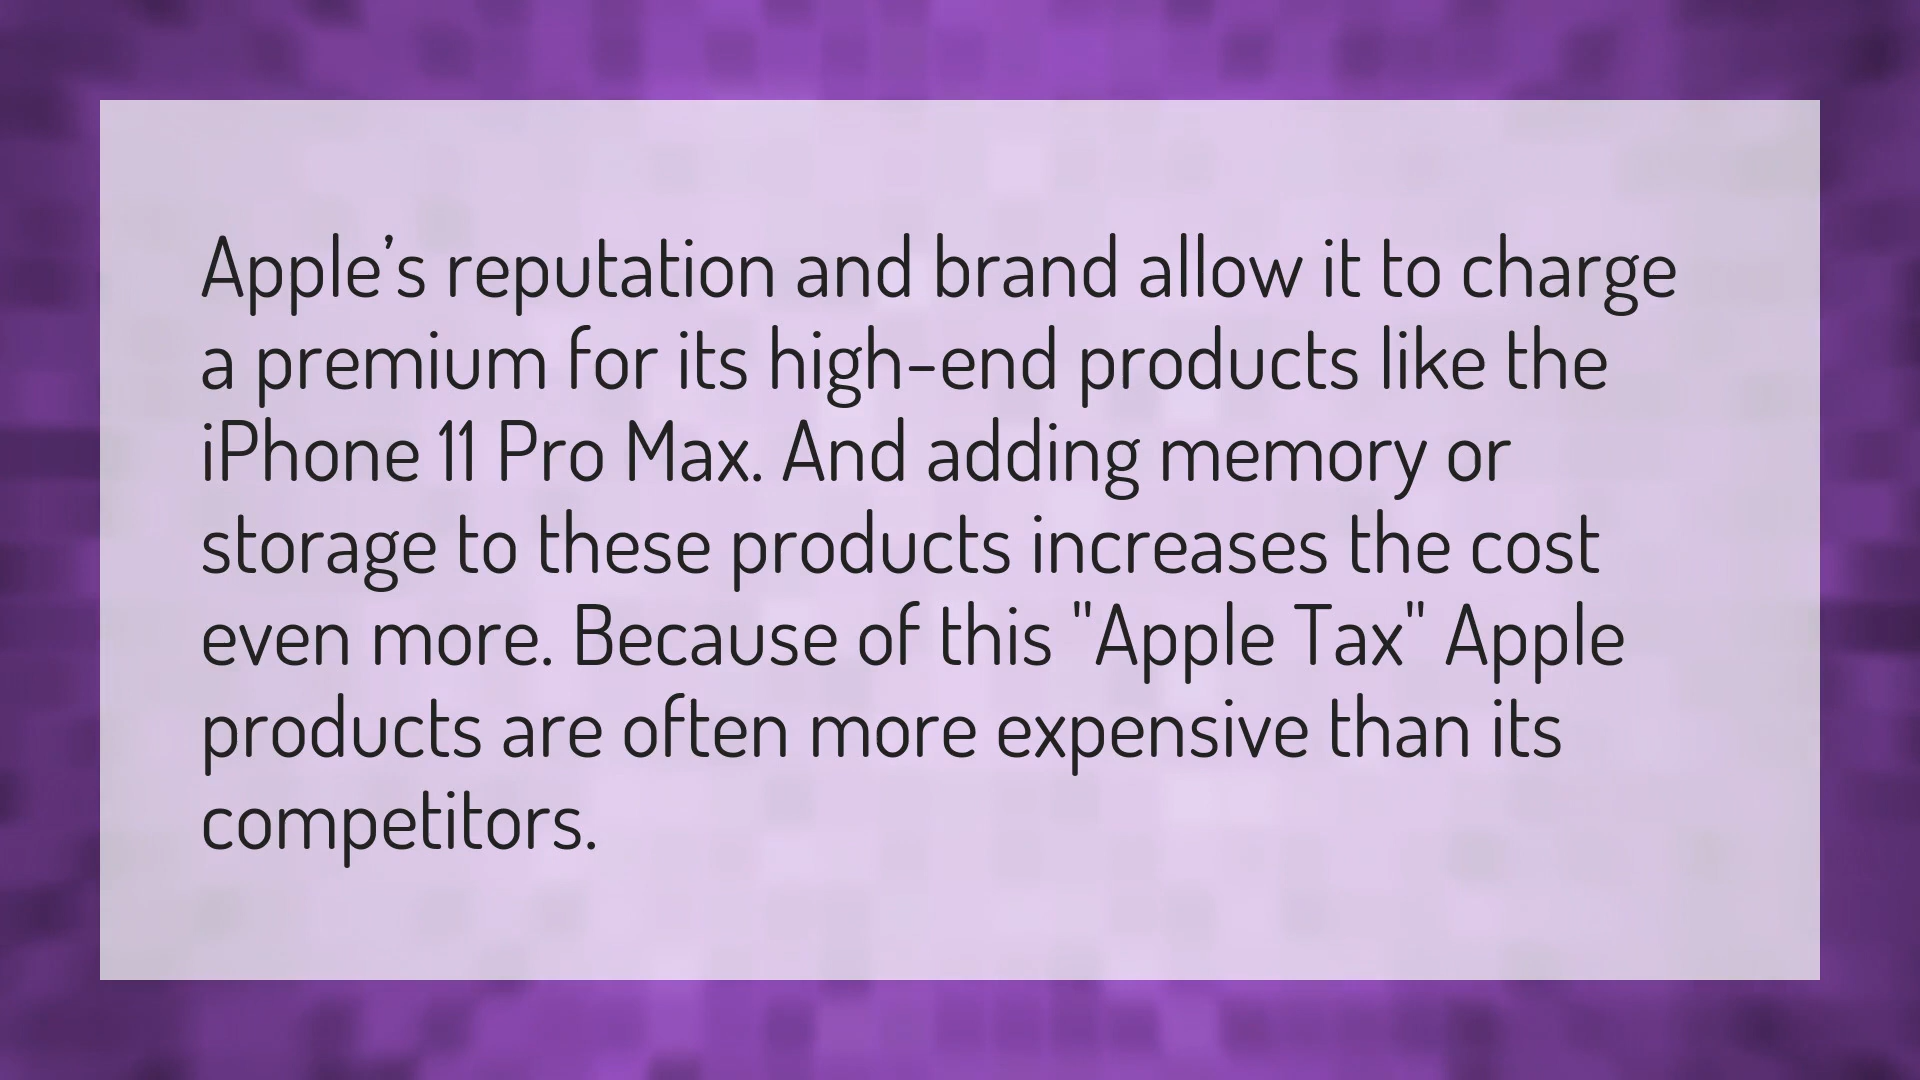 Apple’s reputation and brand allow it to charge
a premium for its high-end products like the
iPhone 11 Pro Max. And adding memory or
storage to these products increases the cost
even more. Because of this "Apple Tax" Apple
products are often more expensive than its
competitors.